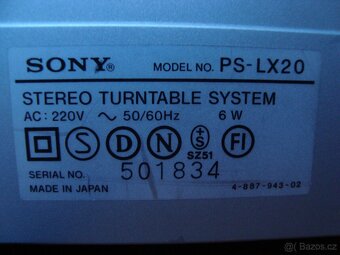 SONY® MODEL NO. PS-LX20
STEREO TURNTABLE SYSTEM
AC: 220V ~ 50/60Hz 6 W
S D N +S SZ51 FI
SERIAL NO. 501834
MADE IN JAPAN 4-887-943-02
Bazos.cz